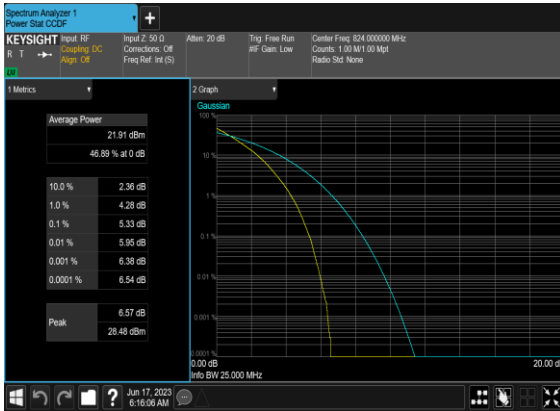 Spectrum Analyzer 1
Power Stat CCDF
KEYSIGHT
R T
LXI
Input: RF
Coupling: DC
Align: Off
Input Z: 50 Ω
Corrections: Off
Freq Ref: Int (S)
Atten: 20 dB
Trig: Free Run
#IF Gain: Low
Center Freq: 824.000000 MHz
Counts: 1.00 M/1.00 Mpt
Radio Std: None
1 Metrics
Average Power
21.91 dBm
46.89 % at 0 dB
10.0 % 2.36 dB
1.0 % 4.28 dB
0.1 % 5.33 dB
0.01 % 5.95 dB
0.001 % 6.38 dB
0.0001 % 6.54 dB
Peak
6.57 dB
28.48 dBm
2 Graph
Gaussian
100 %
10 %
1 %
0.1 %
0.01 %
0.001 %
0.0001 %
0.00 dB
20.00 d
Info BW 25.000 MHz
Jun 17, 2023
6:16:06 AM